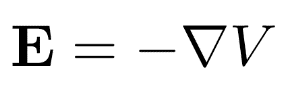 𝐄 = −∇𝑉